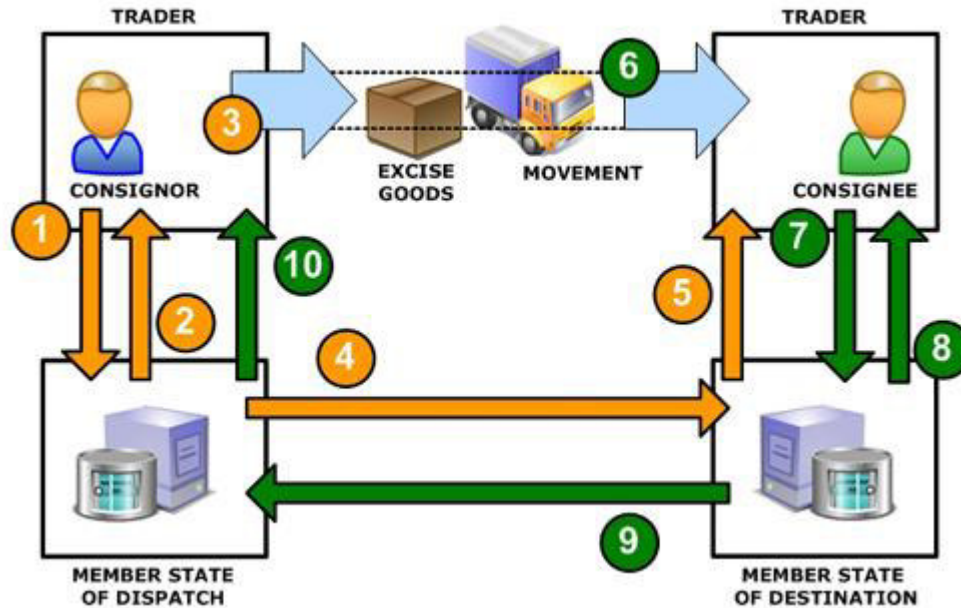 TRADER
TRADER
6
3
EXCISE
GOODS
MOVEMENT
CONSIGNOR
CONSIGNEE
1
7
10
5
2
4
8
9
MEMBER STATE
OF DISPATCH
MEMBER STATE
OF DESTINATION